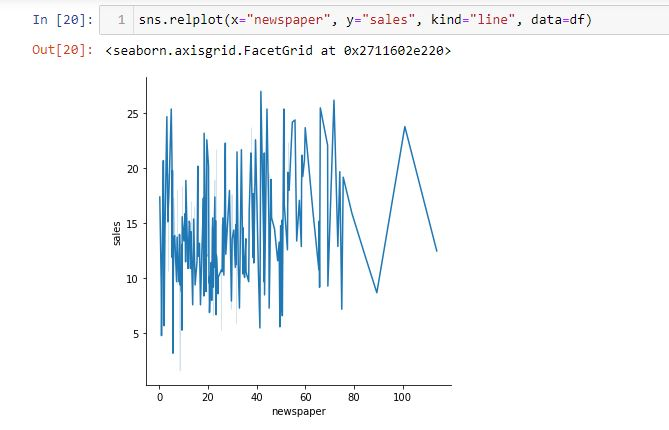 In [20]: 1 sns.relplot(x="newspaper", y="sales", kind="line", data=df)
Out[20]: <seaborn.axisgrid.FacetGrid at 0x2711602e220>
25
20
15
10
5
sales
0 20 40 60 80 100
newspaper